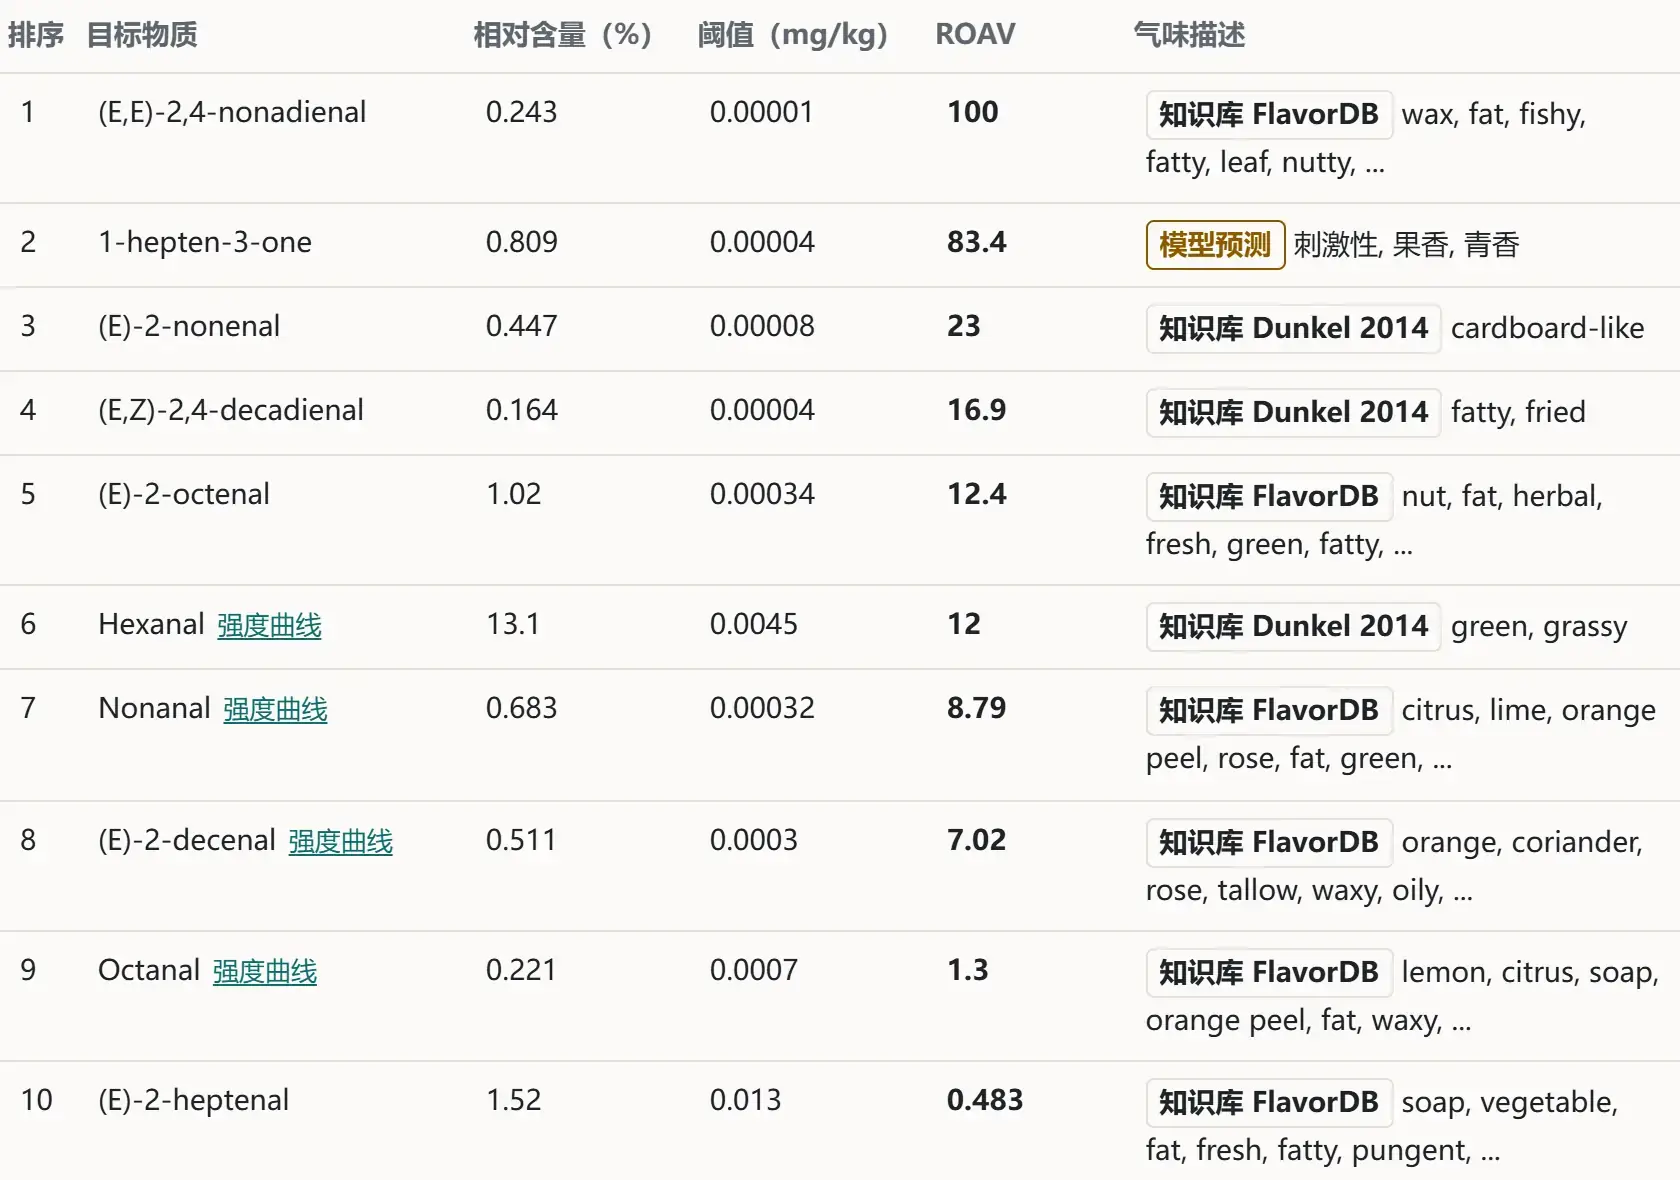 排序 目标物质 相对含量（%） 阈值（mg/kg） ROAV 气味描述
1 (E,E)-2,4-nonadienal 0.243 0.00001 100 知识库 FlavorDB wax, fat, fishy,
fatty, leaf, nutty, ...
2 1-hepten-3-one 0.809 0.00004 83.4 模型预测 刺激性, 果香, 青香
3 (E)-2-nonenal 0.447 0.00008 23 知识库 Dunkel 2014 cardboard-like
4 (E,Z)-2,4-decadienal 0.164 0.00004 16.9 知识库 Dunkel 2014 fatty, fried
5 (E)-2-octenal 1.02 0.00034 12.4 知识库 FlavorDB nut, fat, herbal,
fresh, green, fatty, ...
6 Hexanal 强度曲线 13.1 0.0045 12 知识库 Dunkel 2014 green, grassy
7 Nonanal 强度曲线 0.683 0.00032 8.79 知识库 FlavorDB citrus, lime, orange
peel, rose, fat, green, ...
8 (E)-2-decenal 强度曲线 0.511 0.0003 7.02 知识库 FlavorDB orange, coriander,
rose, tallow, waxy, oily, ...
9 Octanal 强度曲线 0.221 0.0007 1.3 知识库 FlavorDB lemon, citrus, soap,
orange peel, fat, waxy, ...
10 (E)-2-heptenal 1.52 0.013 0.483 知识库 FlavorDB soap, vegetable,
fat, fresh, fatty, pungent, ...